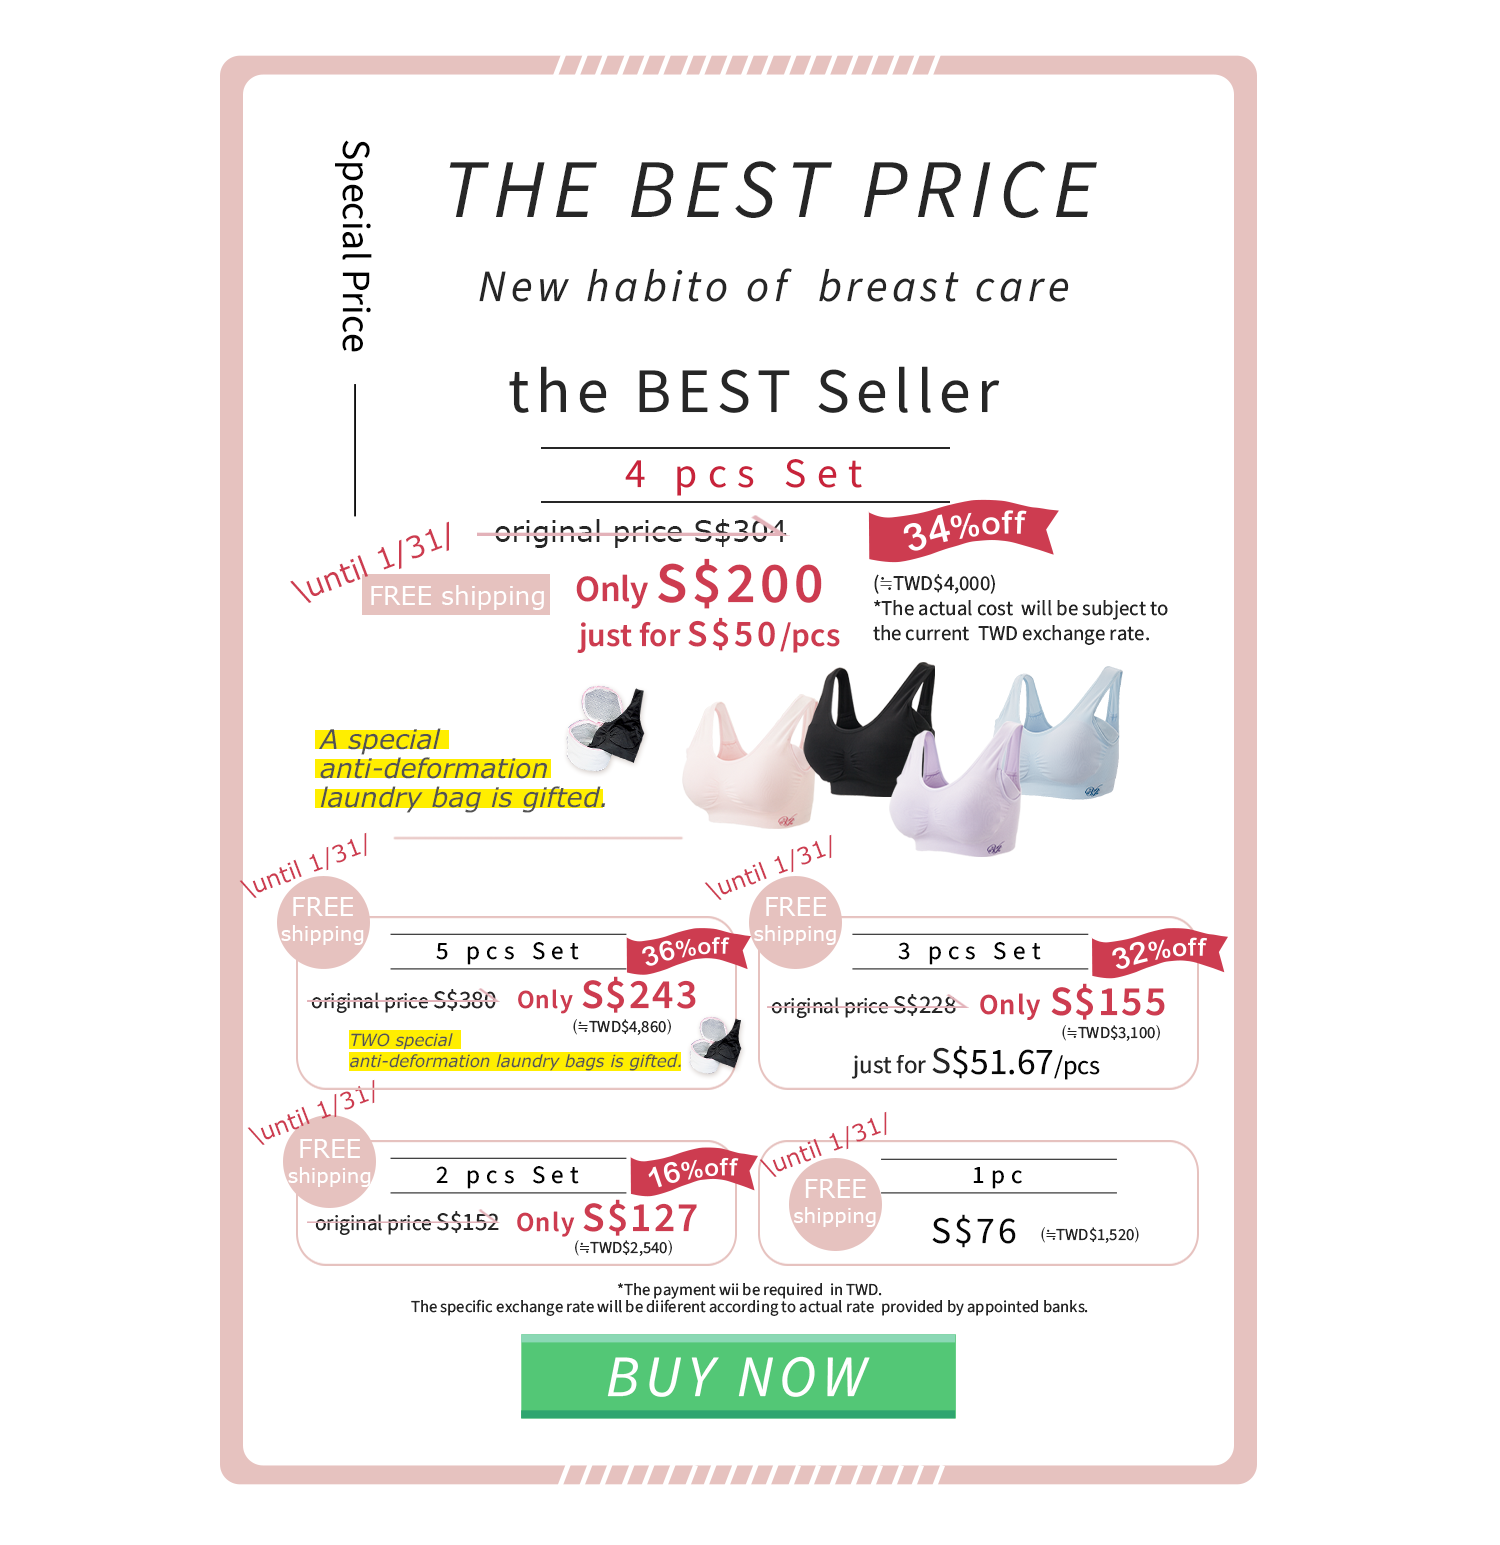 Special Price
THE BEST PRICE
New habito of breast care
the BEST Seller
4 pcs Set
original price S$304
34%off
\until 1/31/
FREE shipping
Only S$200
just for S$50/pcs
(≒TWD$4,000)
*The actual cost will be subject to
the current TWD exchange rate.
A special
anti-deformation
laundry bag is gifted.
\until 1/31/
FREE
shipping
5 pcs Set
36%off
original price S$380
Only S$243
(≒TWD$4,860)
TWO special
anti-deformation laundry bags is gifted.
\until 1/31/
FREE
shipping
3 pcs Set
32%off
original price S$228
Only S$155
(≒TWD$3,100)
just for S$51.67/pcs
\until 1/31/
FREE
shipping
2 pcs Set
16%off
original price S$152
Only S$127
(≒TWD$2,540)
\until 1/31/
FREE
shipping
1pc
S$76 (≒TWD$1,520)
*The payment wii be required in TWD.
The specific exchange rate will be diiferent according to actual rate provided by appointed banks.
BUY NOW